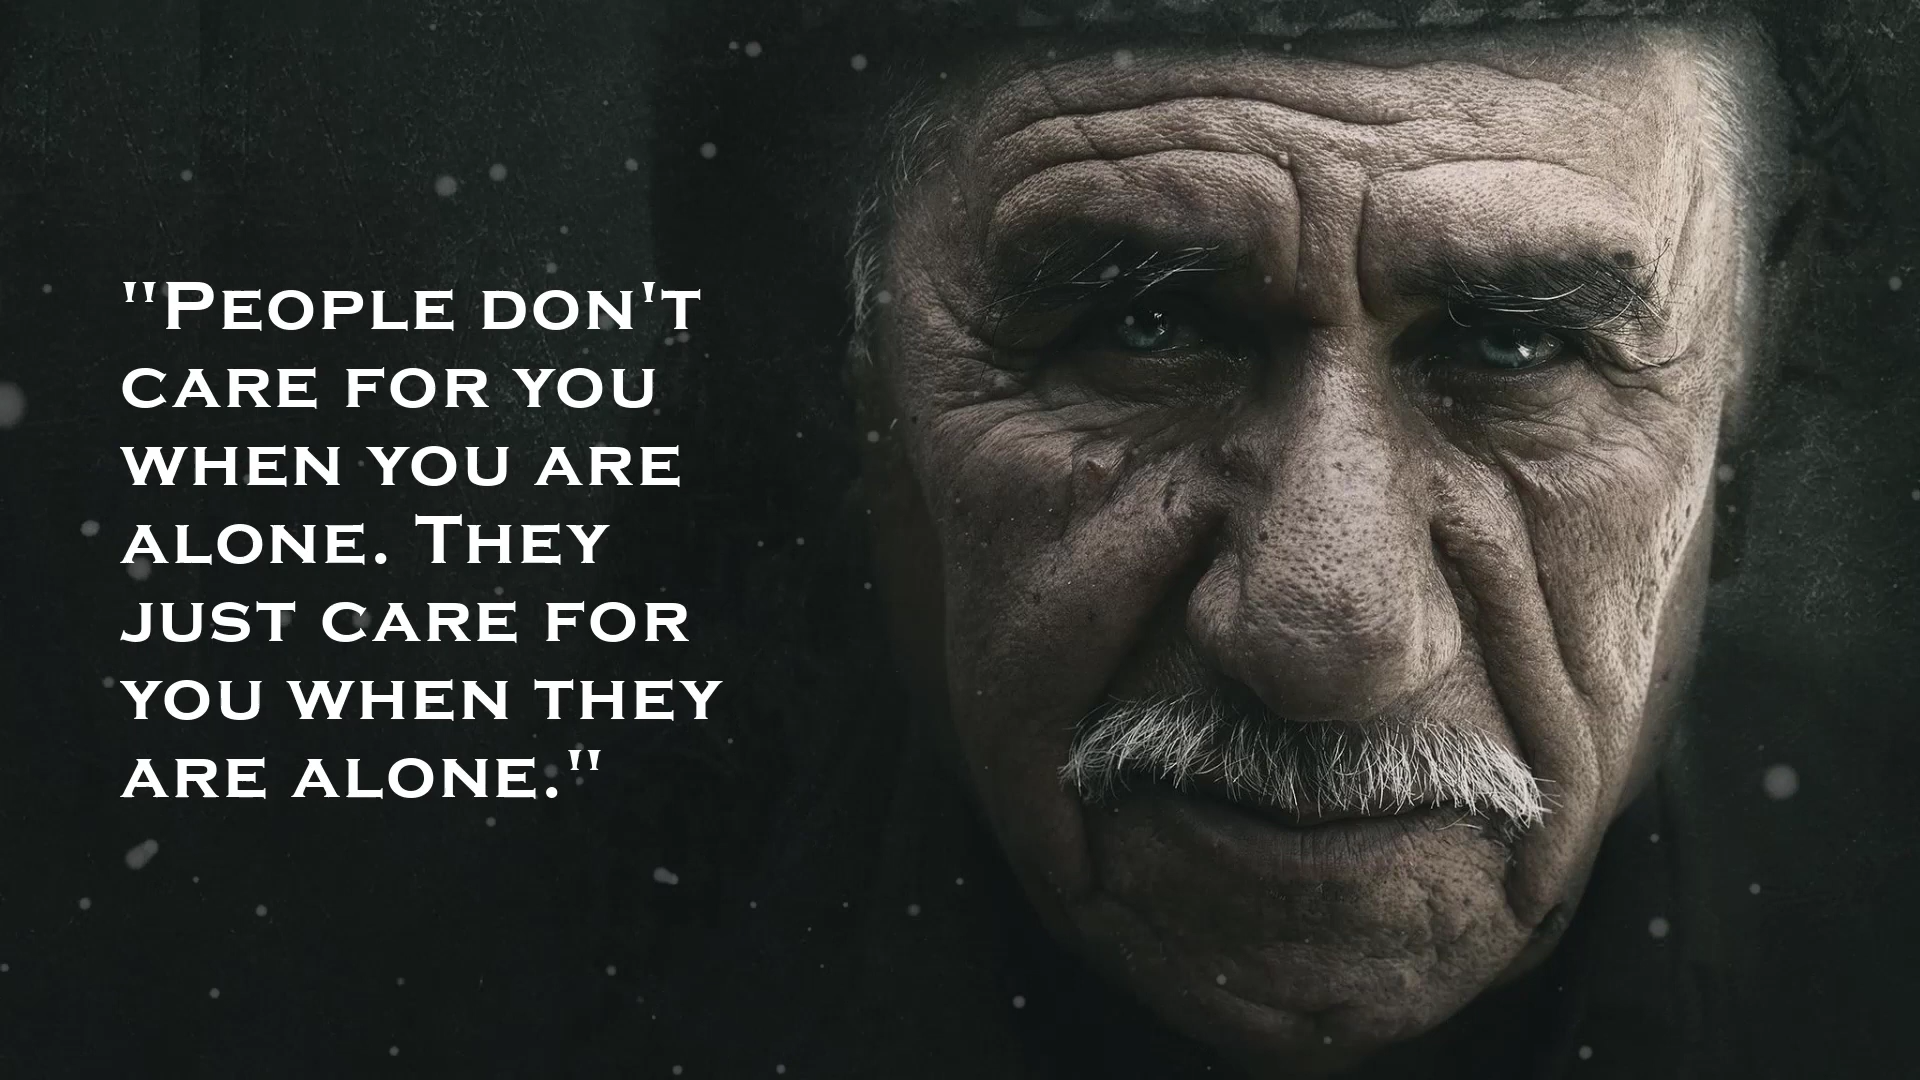 "People don't
care for you
when you are
alone. They
just care for
you when they
are alone."